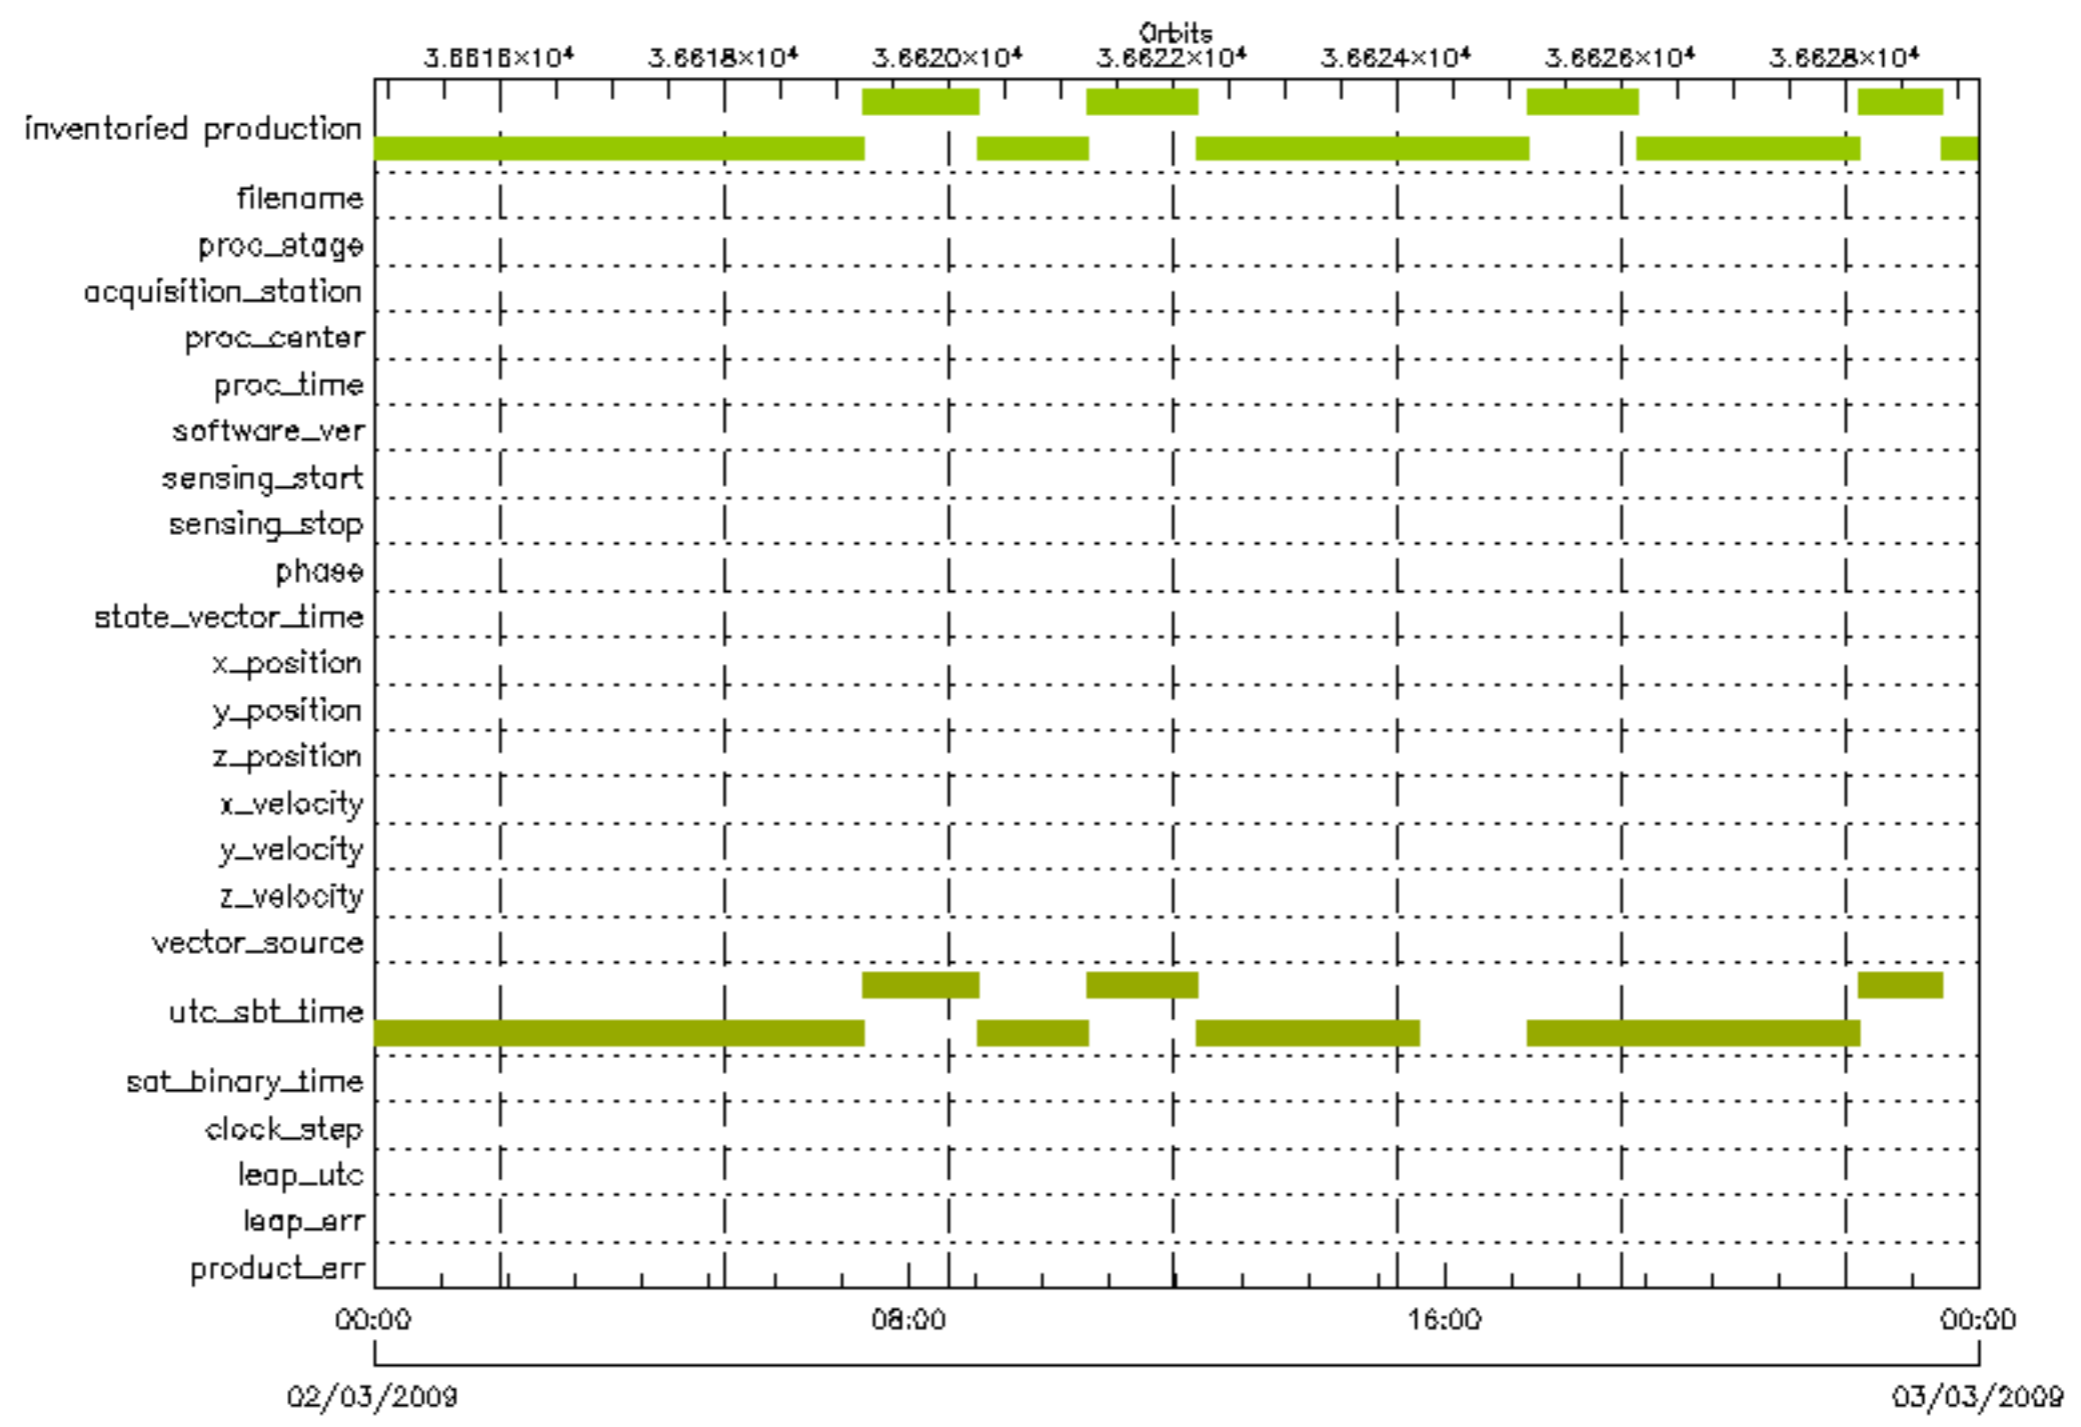 Orbits
3.6616×10⁴ 3.6618×10⁴ 3.6620×10⁴ 3.6622×10⁴ 3.6624×10⁴ 3.6626×10⁴ 3.6628×10⁴
inventoried production
filename
proc_stage
acquisition_station
proc_center
proc_time
software_ver
sensing_start
sensing_stop
phase
state_vector_time
x_position
y_position
z_position
x_velocity
y_velocity
z_velocity
vector_source
utc_sbt_time
sat_binary_time
clock_step
leap_utc
leap_err
product_err
00:00 08:00 16:00 00:00
02/03/2009 03/03/2009